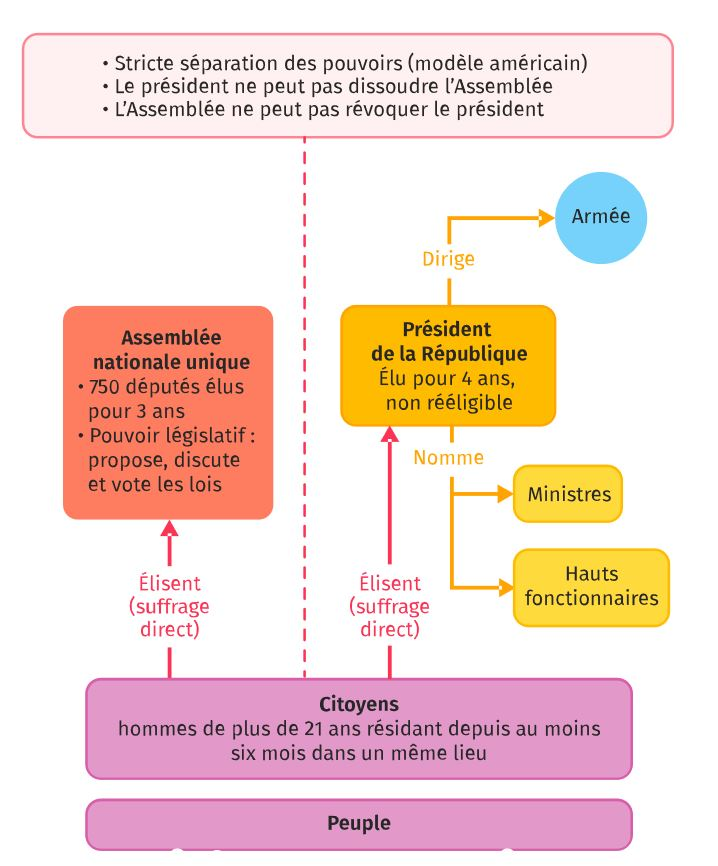 • Stricte séparation des pouvoirs (modèle américain)
• Le président ne peut pas dissoudre l'Assemblée
• L'Assemblée ne peut pas révoquer le président
Armée
Dirige
Assemblée
nationale unique
• 750 députés élus
pour 3 ans
• Pouvoir législatif :
propose, discute
et vote les lois
Président
de la République
Élu pour 4 ans,
non rééligible
Nomme
Ministres
Hauts
fonctionnaires
Élisent
(suffrage
direct)
Élisent
(suffrage
direct)
Citoyens
hommes de plus de 21 ans résidant depuis au moins
six mois dans un même lieu
Peuple